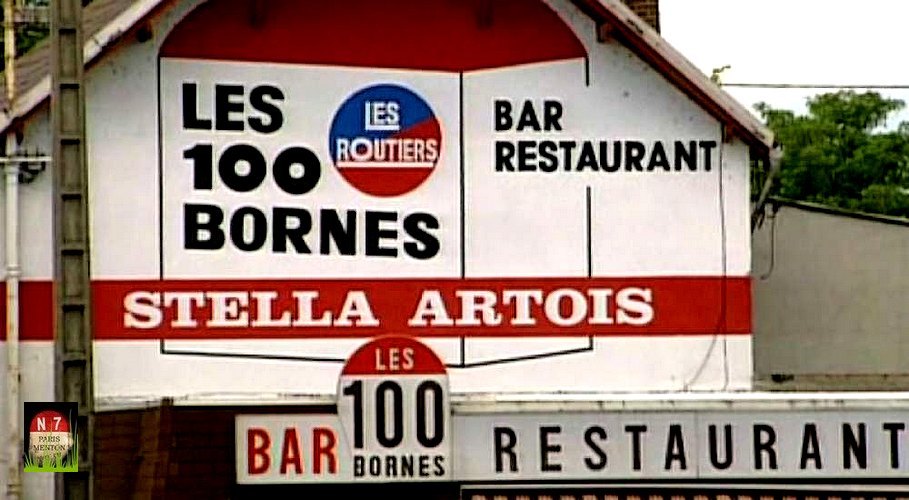 LES
100
BORNES
LES
ROUTIERS
BAR
RESTAURANT
STELLA ARTOIS
LES
100
BORNES
BAR
RESTAURANT
N 7
PARIS
MENTON